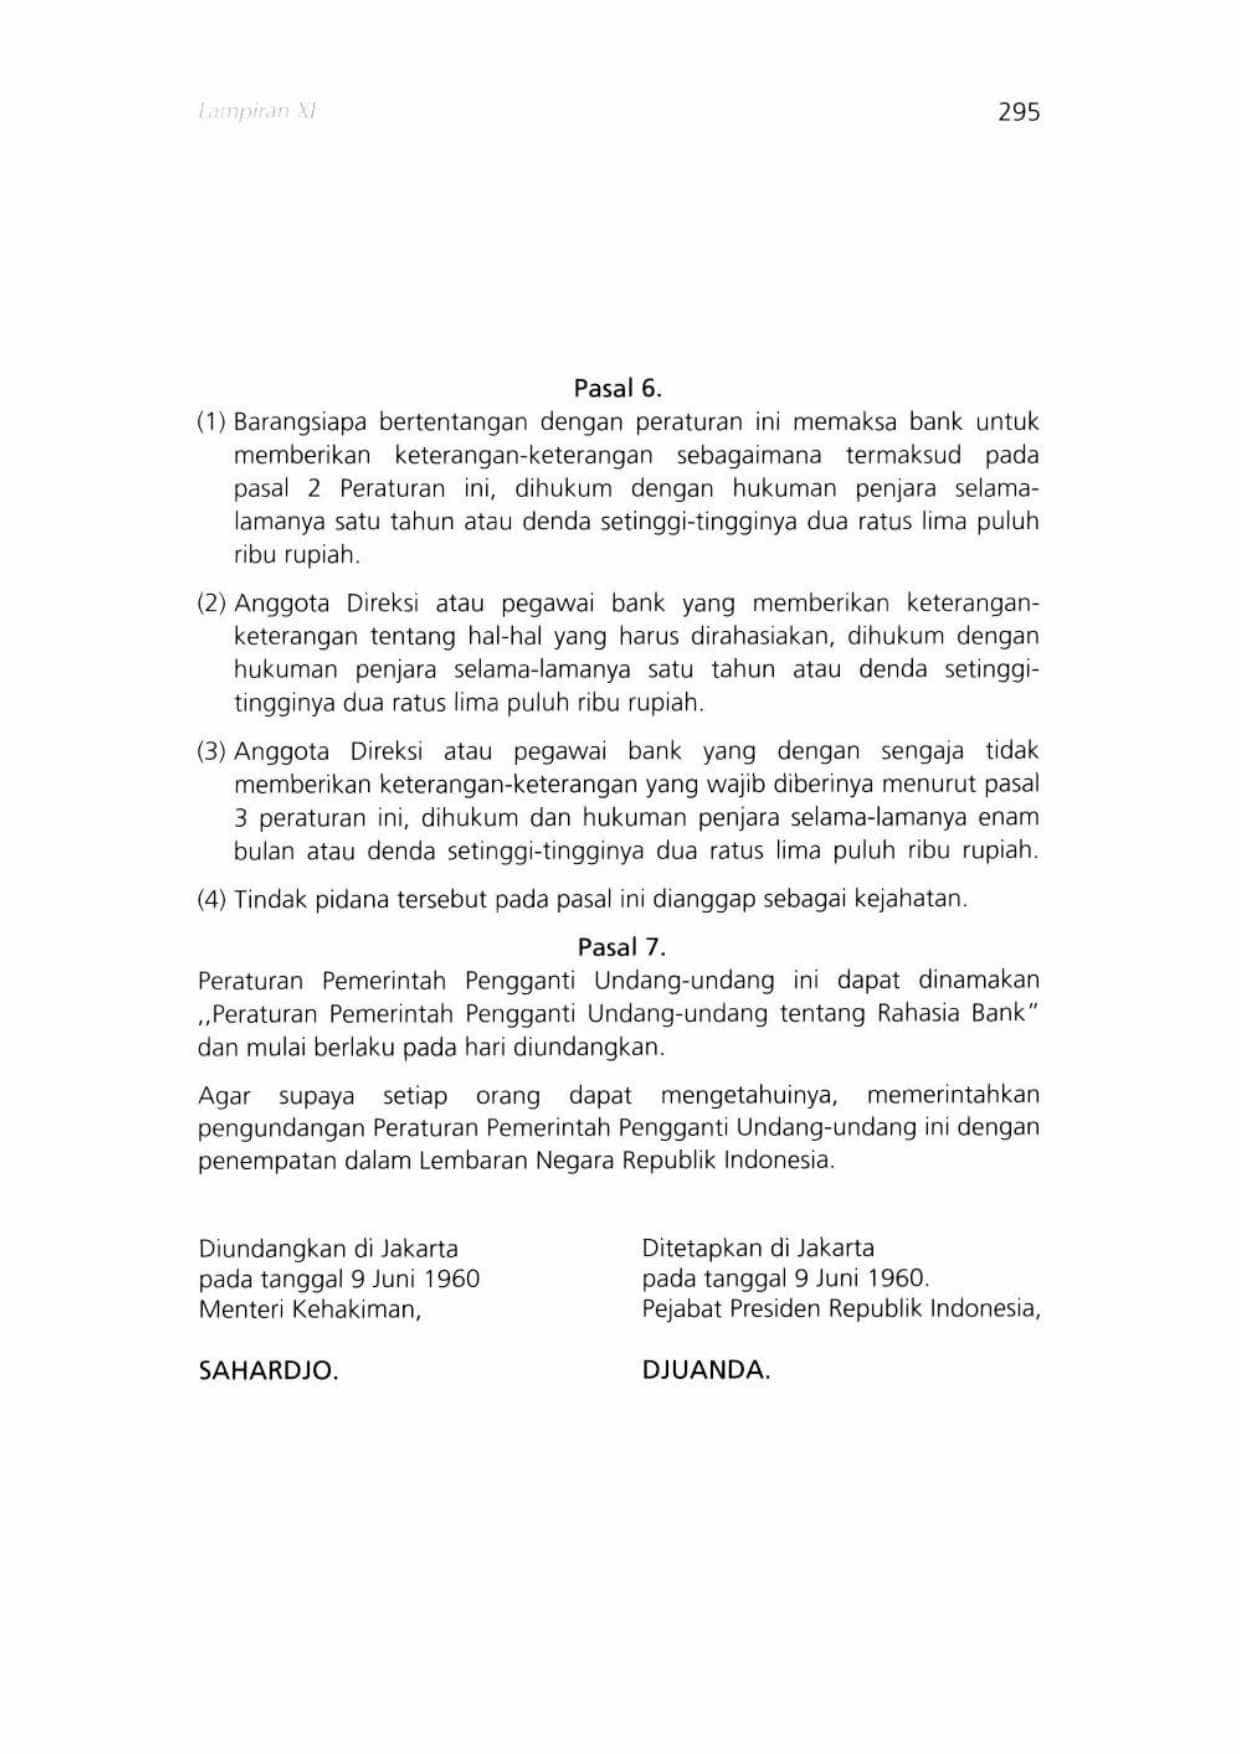 Lampiran XI
295
Pasal 6.
(1) Barangsiapa bertentangan dengan peraturan ini memaksa bank untuk
memberikan keterangan-keterangan sebagaimana termaksud pada
pasal 2 Peraturan ini, dihukum dengan hukuman penjara selama-
lamanya satu tahun atau denda setinggi-tingginya dua ratus lima puluh
ribu rupiah.
(2) Anggota Direksi atau pegawai bank yang memberikan keterangan-
keterangan tentang hal-hal yang harus dirahasiakan, dihukum dengan
hukuman penjara selama-lamanya satu tahun atau denda setinggi-
tingginya dua ratus lima puluh ribu rupiah.
(3) Anggota Direksi atau pegawai bank yang dengan sengaja tidak
memberikan keterangan-keterangan yang wajib diberinya menurut pasal
3 peraturan ini, dihukum dan hukuman penjara selama-lamanya enam
bulan atau denda setinggi-tingginya dua ratus lima puluh ribu rupiah.
(4) Tindak pidana tersebut pada pasal ini dianggap sebagai kejahatan.
Pasal 7.
Peraturan Pemerintah Pengganti Undang-undang ini dapat dinamakan
,,Peraturan Pemerintah Pengganti Undang-undang tentang Rahasia Bank"
dan mulai berlaku pada hari diundangkan.
Agar supaya setiap orang dapat mengetahuinya, memerintahkan
pengundangan Peraturan Pemerintah Pengganti Undang-undang ini dengan
penempatan dalam Lembaran Negara Republik Indonesia.
Diundangkan di Jakarta
pada tanggal 9 Juni 1960
Menteri Kehakiman,
SAHARDJO.
Ditetapkan di Jakarta
pada tanggal 9 Juni 1960.
Pejabat Presiden Republik Indonesia,
DJUANDA.